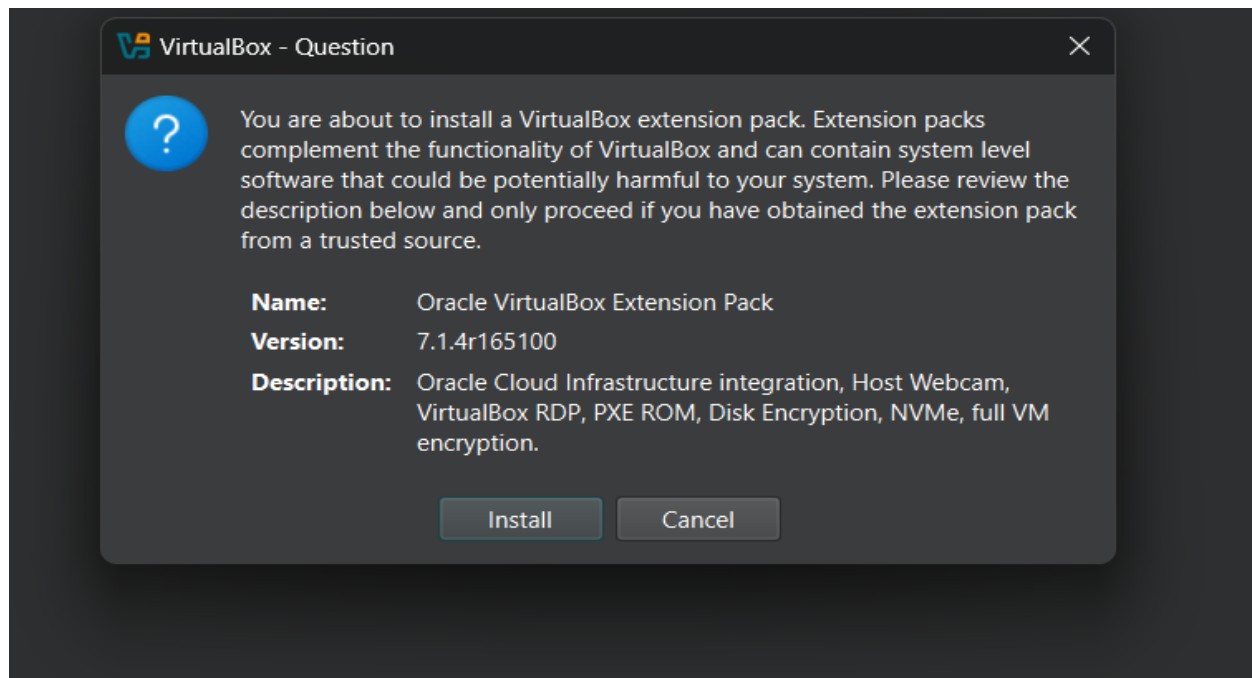 VirtualBox - Question
You are about to install a VirtualBox extension pack. Extension packs
complement the functionality of VirtualBox and can contain system level
software that could be potentially harmful to your system. Please review the
description below and only proceed if you have obtained the extension pack
from a trusted source.
Name: Oracle VirtualBox Extension Pack
Version: 7.1.4r165100
Description: Oracle Cloud Infrastructure integration, Host Webcam,
VirtualBox RDP, PXE ROM, Disk Encryption, NVMe, full VM
encryption.
Install Cancel